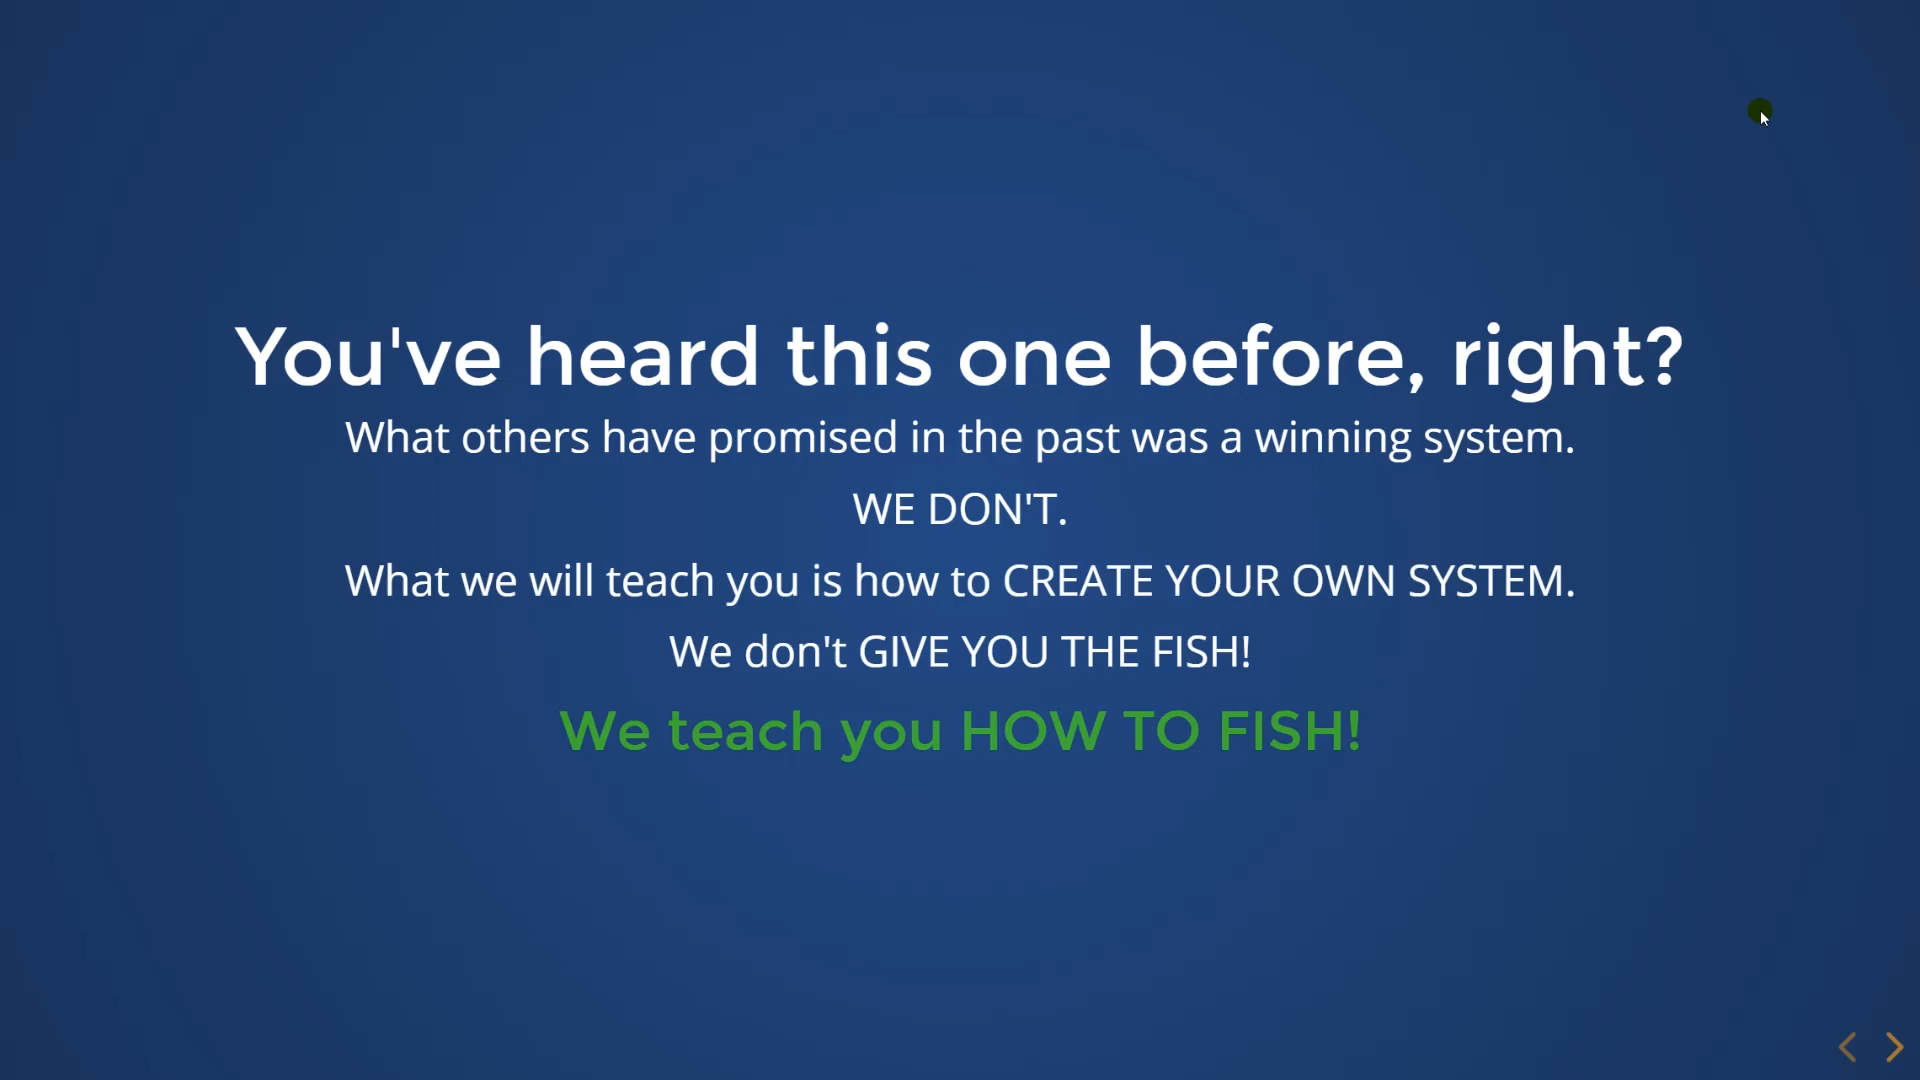 You've heard this one before, right?
What others have promised in the past was a winning system.
WE DON'T.
What we will teach you is how to CREATE YOUR OWN SYSTEM.
We don't GIVE YOU THE FISH!
We teach you HOW TO FISH!